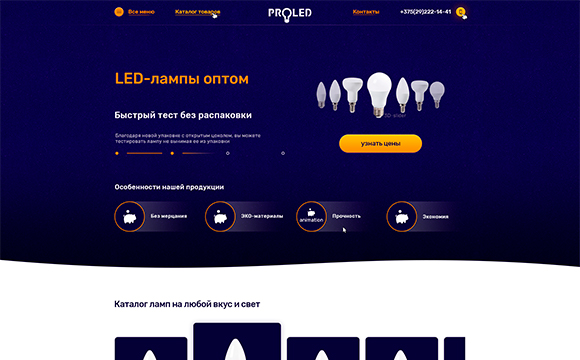 Все меню
Каталог товаров
PROLED
Контакты
+375(29)222-14-41
LED-лампы оптом
Быстрый тест без распаковки
Благодаря новой упаковке с открытым цоколем, вы можете
тестировать лампу не вынимая ее из упаковки
3D slider
узнать цены
Особенности нашей продукции
Без мерцания
ЭКО-материалы
animation
Прочность
Экономия
Каталог ламп на любой вкус и свет